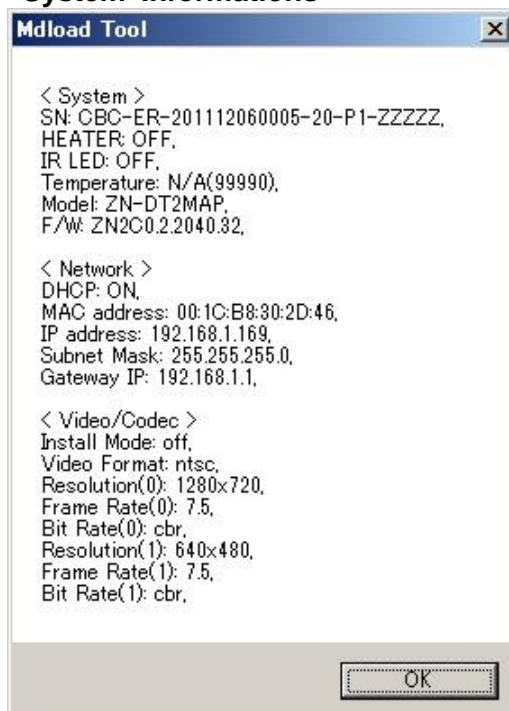 System Informations
Mdload Tool
< System >
SN: CBC-ER-201112060005-20-P1-ZZZZZ,
HEATER: OFF,
IR LED: OFF,
Temperature: N/A(99990),
Model: ZN-DT2MAP,
F/W: ZN2C0.2.2040.32,
< Network >
DHCP: ON,
MAC address: 00:1C:B8:30:2D:46,
IP address: 192.168.1.169,
Subnet Mask: 255.255.255.0,
Gateway IP: 192.168.1.1,
< Video/Codec >
Install Mode: off,
Video Format: ntsc,
Resolution(0): 1280x720,
Frame Rate(0): 7.5,
Bit Rate(0): cbr,
Resolution(1): 640x480,
Frame Rate(1): 7.5,
Bit Rate(1): cbr,
OK